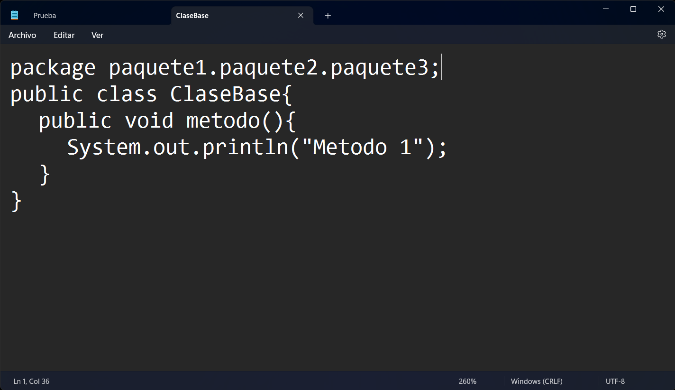 Prueba
ClaseBase
Archivo Editar Ver
package paquete1.paquete2.paquete3;
public class ClaseBase{
public void metodo(){
System.out.println("Metodo 1");
}
}
Ln 1, Col 36 260% Windows (CRLF) UTF-8